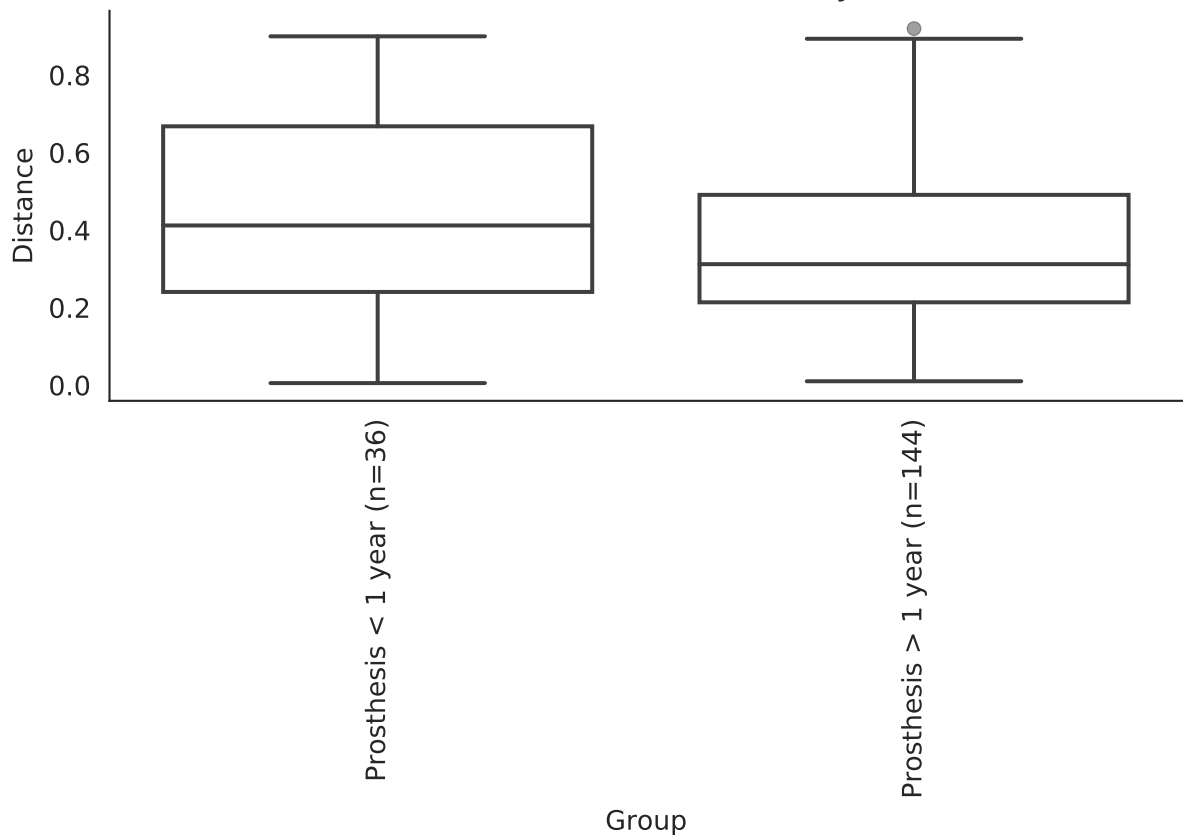 Distance
0.8
0.6
0.4
0.2
0.0
Prosthesis < 1 year (n=36)
Prosthesis > 1 year (n=144)
Group